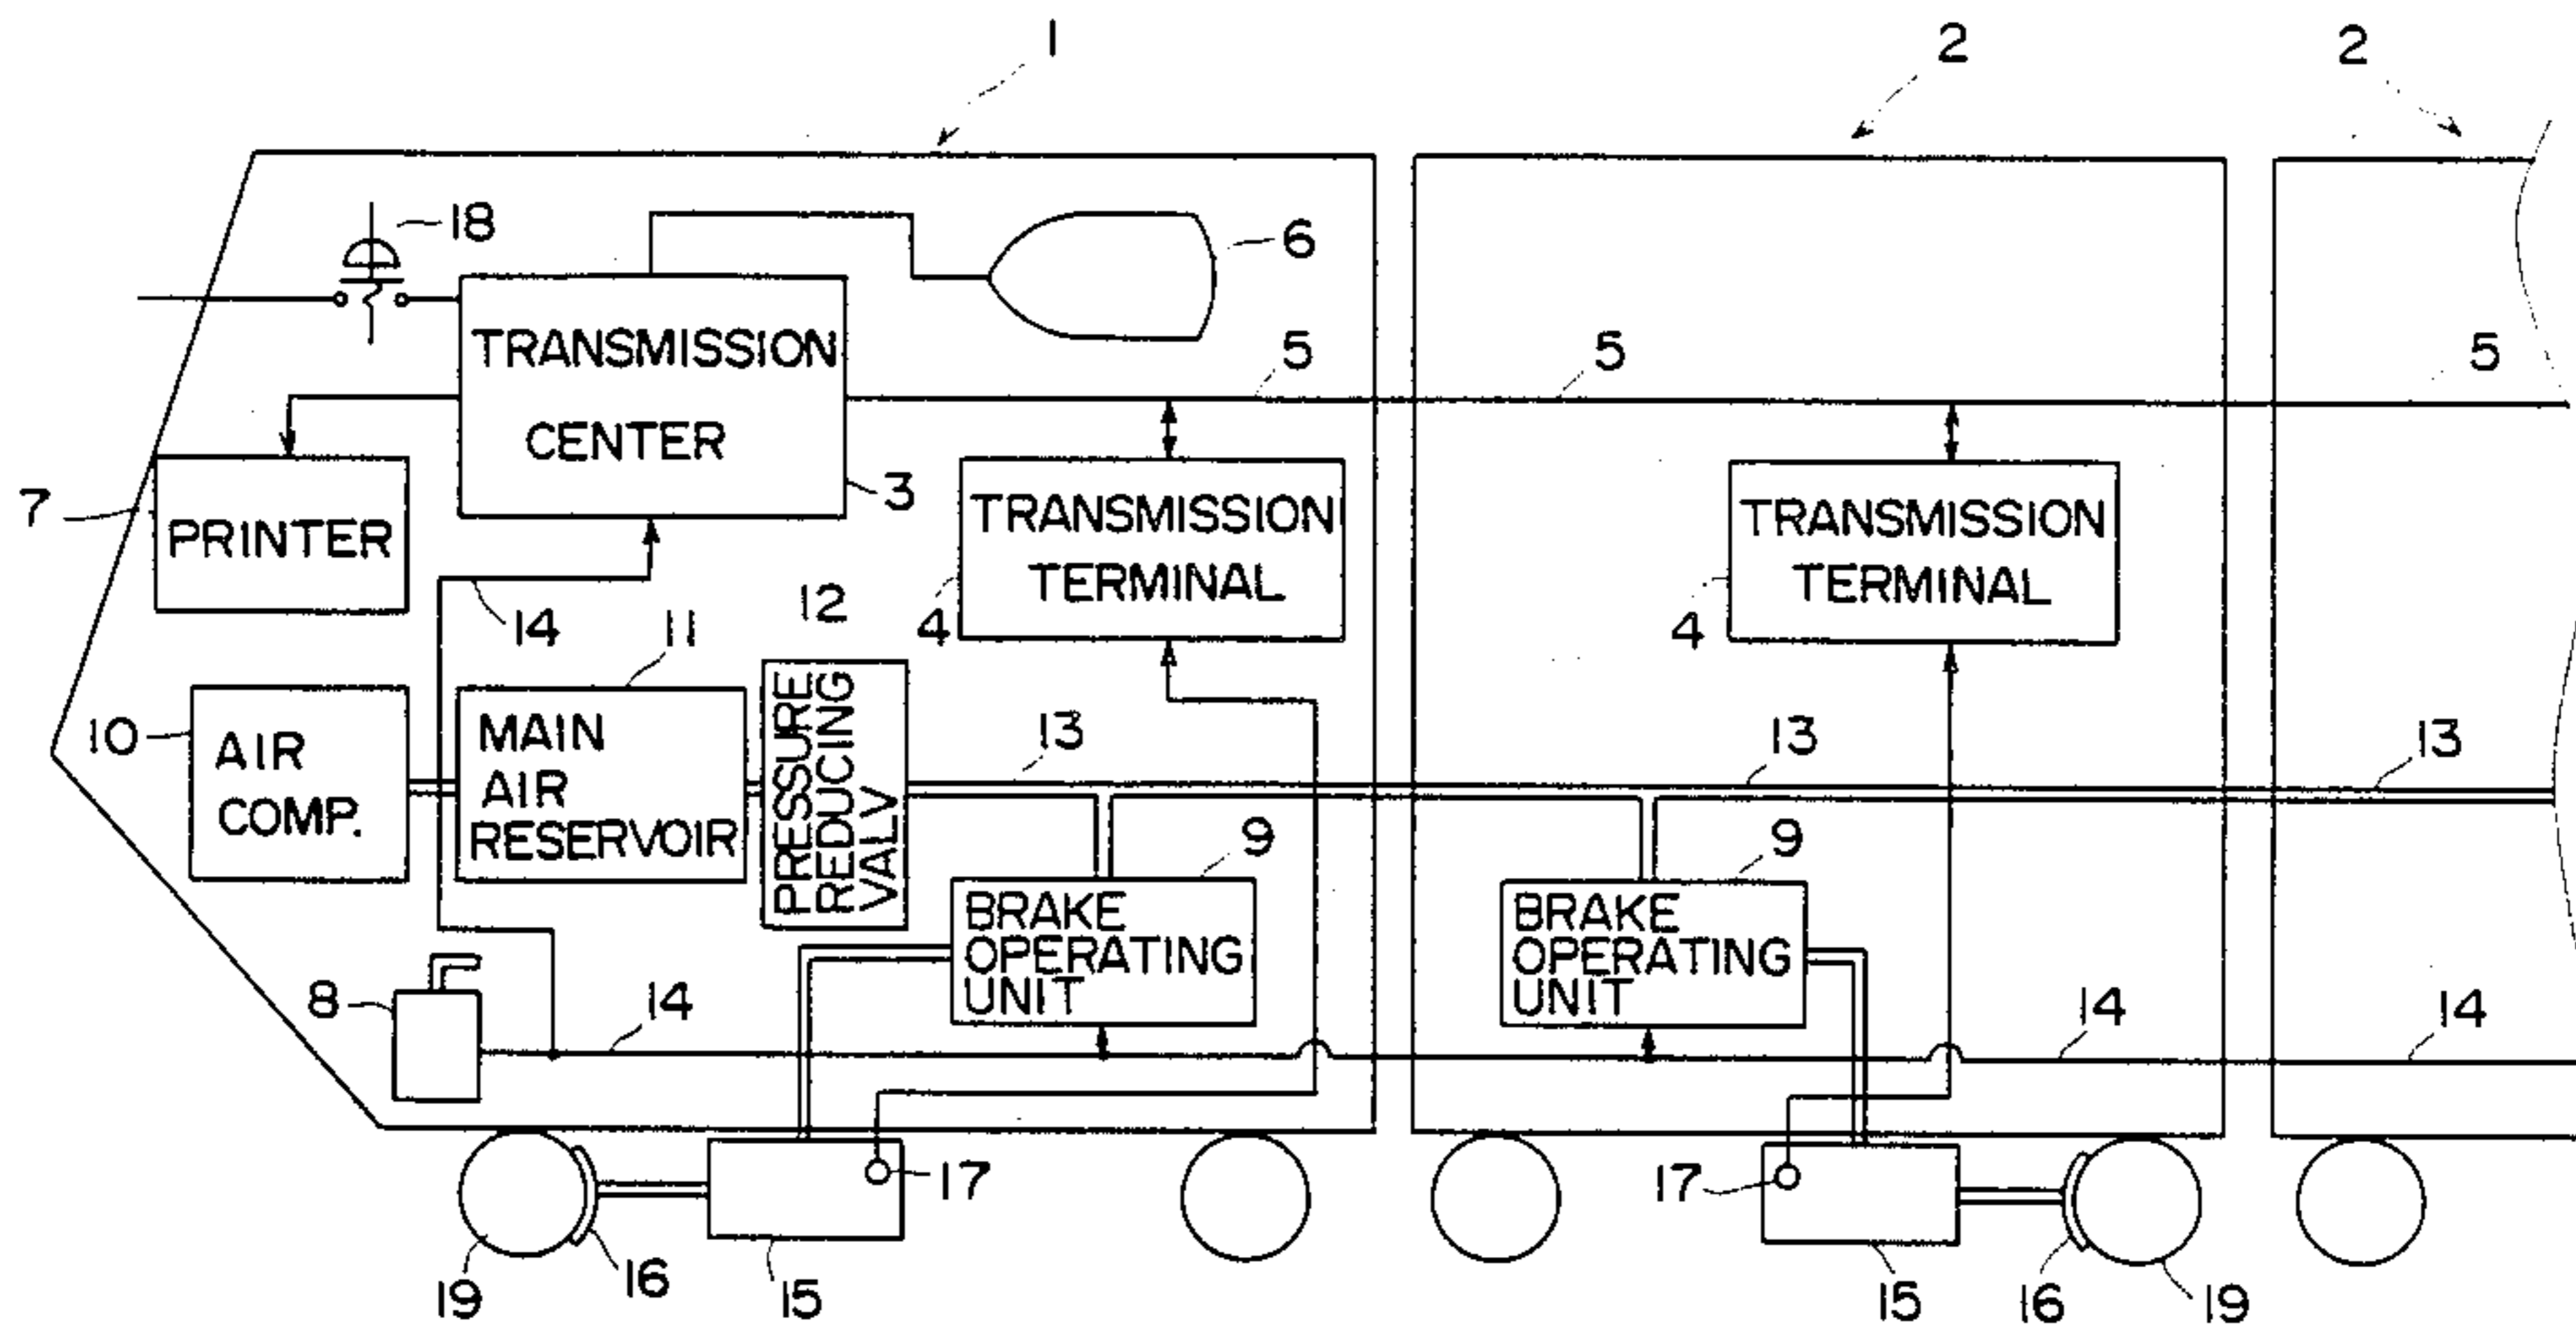 1
2
2
18
6
TRANSMISSION
CENTER
3
5
5
5
7
PRINTER
TRANSMISSION
TERMINAL
4
TRANSMISSION
TERMINAL
4
14
11
12
10
AIR
COMP.
MAIN
AIR
RESERVOIR
PRESSURE
REDUCING
VALV
13
13
13
9
9
BRAKE
OPERATING
UNIT
BRAKE
OPERATING
UNIT
8
14
14
14
17
17
19
16
15
15
16
19